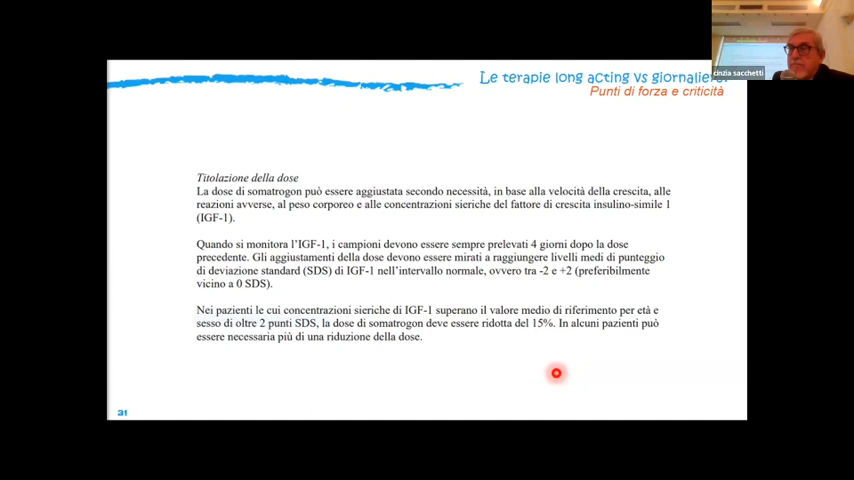 Le terapie long acting vs giornaliere.
Punti di forza e criticità
cinzia sacchetti
Titolazione della dose
La dose di somatrogon può essere aggiustata secondo necessità, in base alla velocità della crescita, alle
reazioni avverse, al peso corporeo e alle concentrazioni sieriche del fattore di crescita insulino-simile 1
(IGF-1).
Quando si monitora l'IGF-1, i campioni devono essere sempre prelevati 4 giorni dopo la dose
precedente. Gli aggiustamenti della dose devono essere mirati a raggiungere livelli medi di punteggio
di deviazione standard (SDS) di IGF-1 nell'intervallo normale, ovvero tra -2 e +2 (preferibilmente
vicino a 0 SDS).
Nei pazienti le cui concentrazioni sieriche di IGF-1 superano il valore medio di riferimento per età e
sesso di oltre 2 punti SDS, la dose di somatrogon deve essere ridotta del 15%. In alcuni pazienti può
essere necessaria più di una riduzione della dose.
31